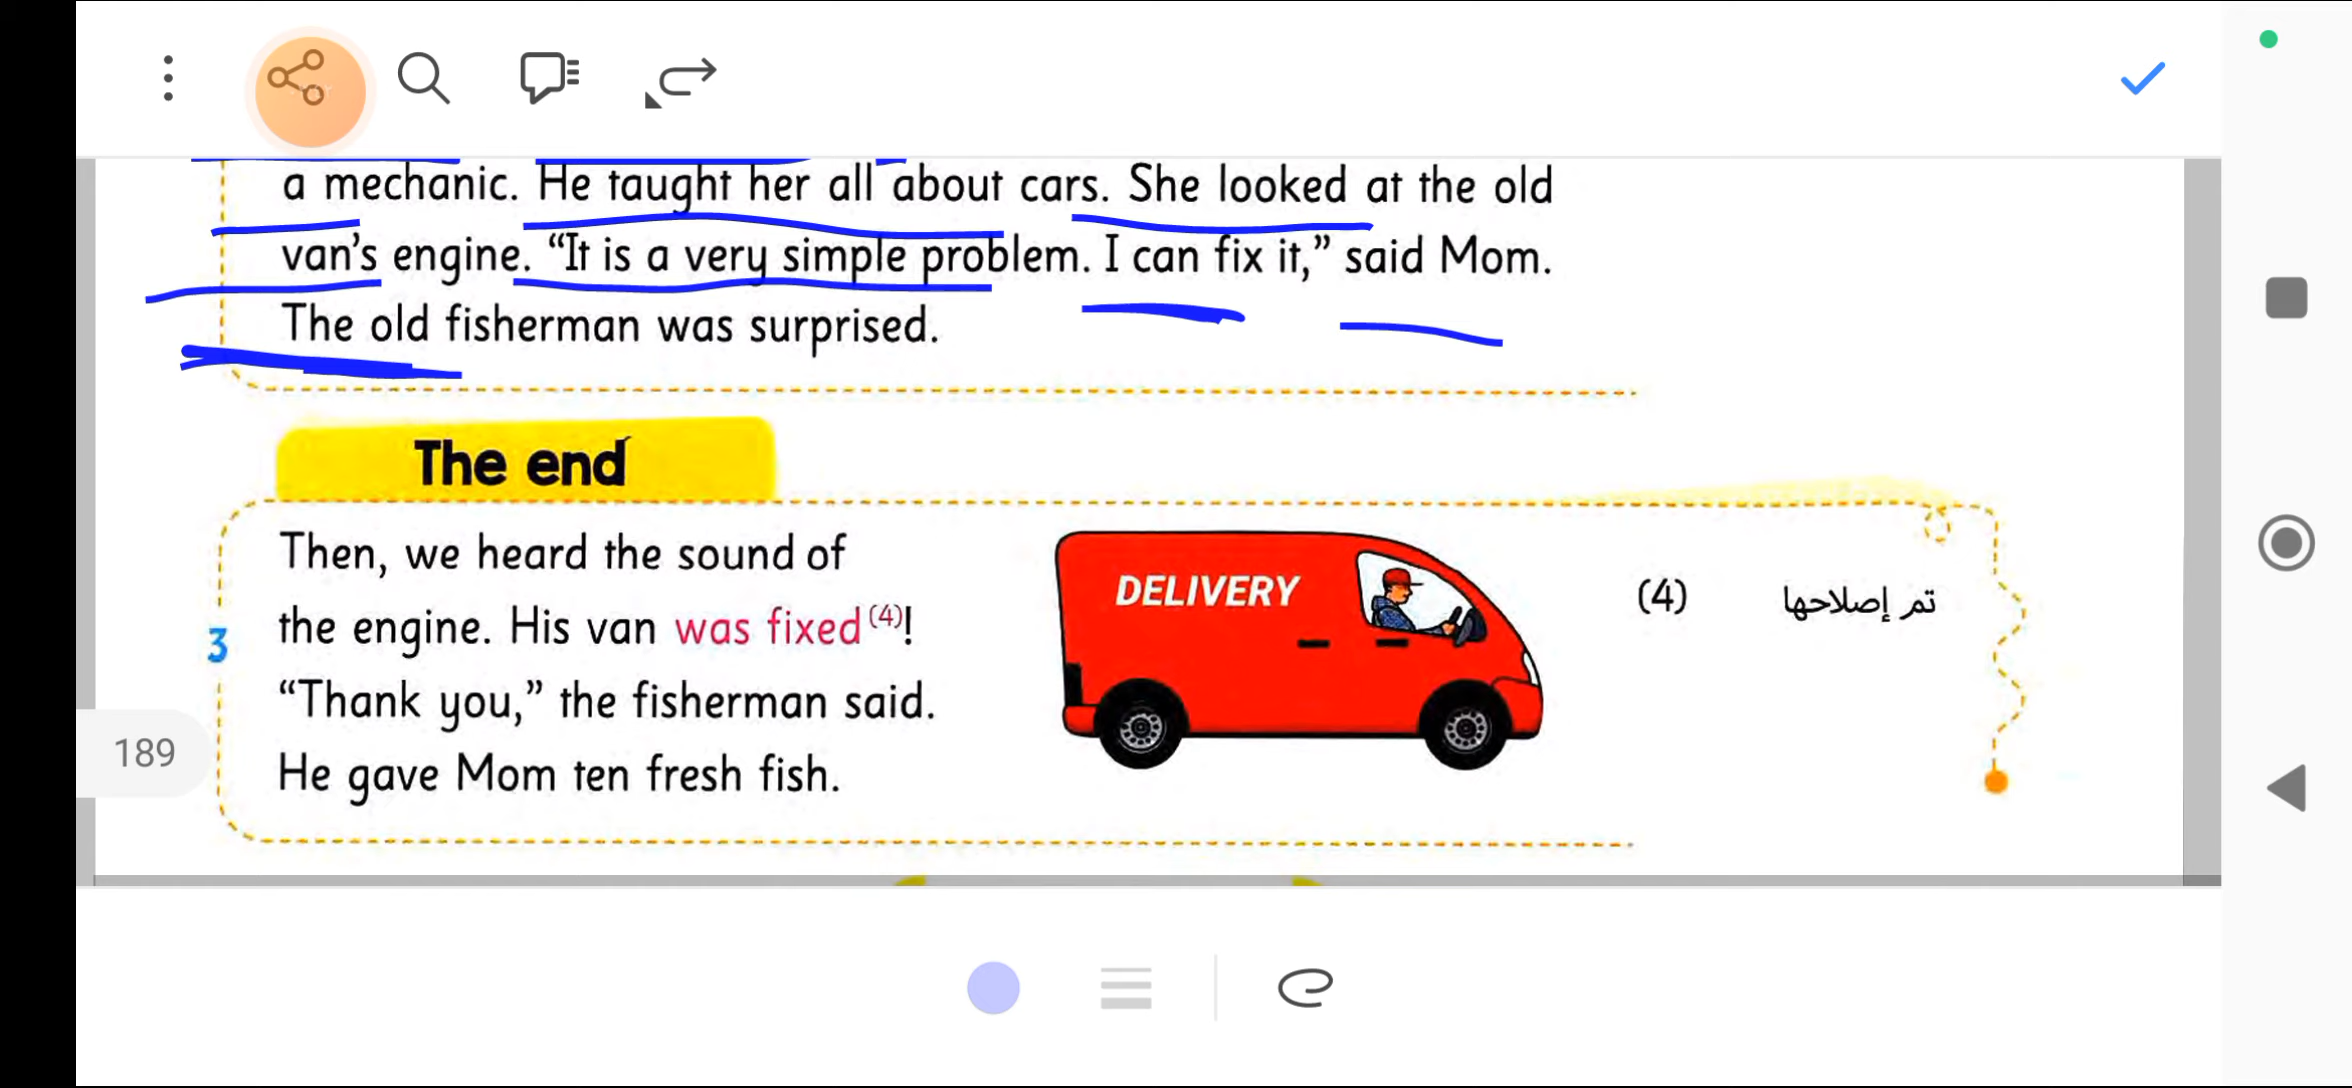 a mechanic. He taught her all about cars. She looked at the old
van's engine. “It is a very simple problem. I can fix it,” said Mom.
The old fisherman was surprised.
The end
Then, we heard the sound of
the engine. His van was fixed(4)!
“Thank you,” the fisherman said.
He gave Mom ten fresh fish.
3
DELIVERY
(4) تم إصلاحها
189